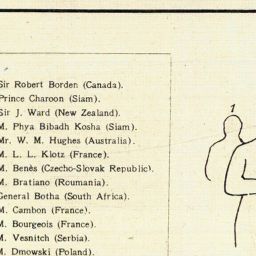 Sir Robert Borden (Canada).
Prince Charoon (Siam).
Sir J. Ward (New Zealand).
M. Phya Bibadh Kosha (Siam).
Mr. W. M. Hughes (Australia).
M. L. L. Klotz (France).
M. Benès (Czecho-Slovak Republic).
M. Bratiano (Roumania).
General Botha (South Africa).
M. Cambon (France).
M. Bourgeois (France).
M. Vesnitch (Serbia).
M. Dmowski (Poland).
1